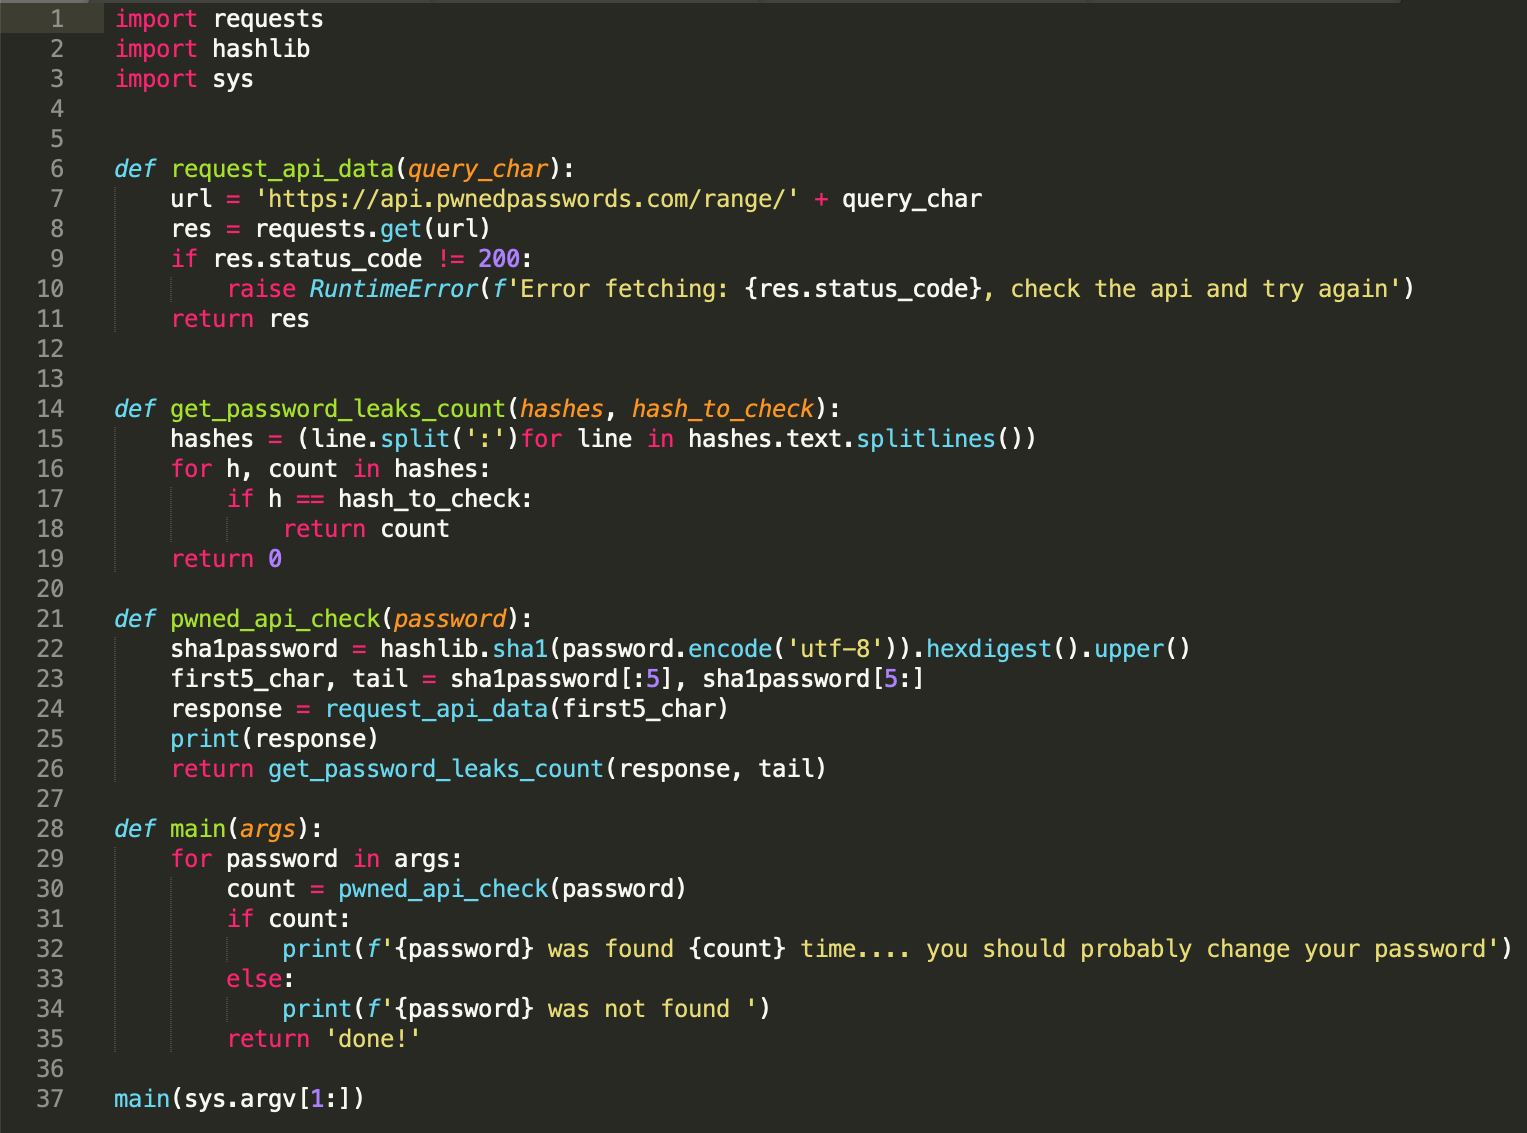 1 import requests
2 import hashlib
3 import sys
4
5
6 def request_api_data(query_char):
7     url = 'https://api.pwnedpasswords.com/range/' + query_char
8     res = requests.get(url)
9     if res.status_code != 200:
10         raise RuntimeError(f'Error fetching: {res.status_code}, check the api and try again')
11     return res
12
13
14 def get_password_leaks_count(hashes, hash_to_check):
15     hashes = (line.split(':')for line in hashes.text.splitlines())
16     for h, count in hashes:
17         if h == hash_to_check:
18             return count
19     return 0
20
21 def pwned_api_check(password):
22     sha1password = hashlib.sha1(password.encode('utf-8')).hexdigest().upper()
23     first5_char, tail = sha1password[:5], sha1password[5:]
24     response = request_api_data(first5_char)
25     print(response)
26     return get_password_leaks_count(response, tail)
27
28 def main(args):
29     for password in args:
30         count = pwned_api_check(password)
31         if count:
32             print(f'{password} was found {count} time.... you should probably change your password')
33         else:
34             print(f'{password} was not found ')
35         return 'done!'
36
37 main(sys.argv[1:])